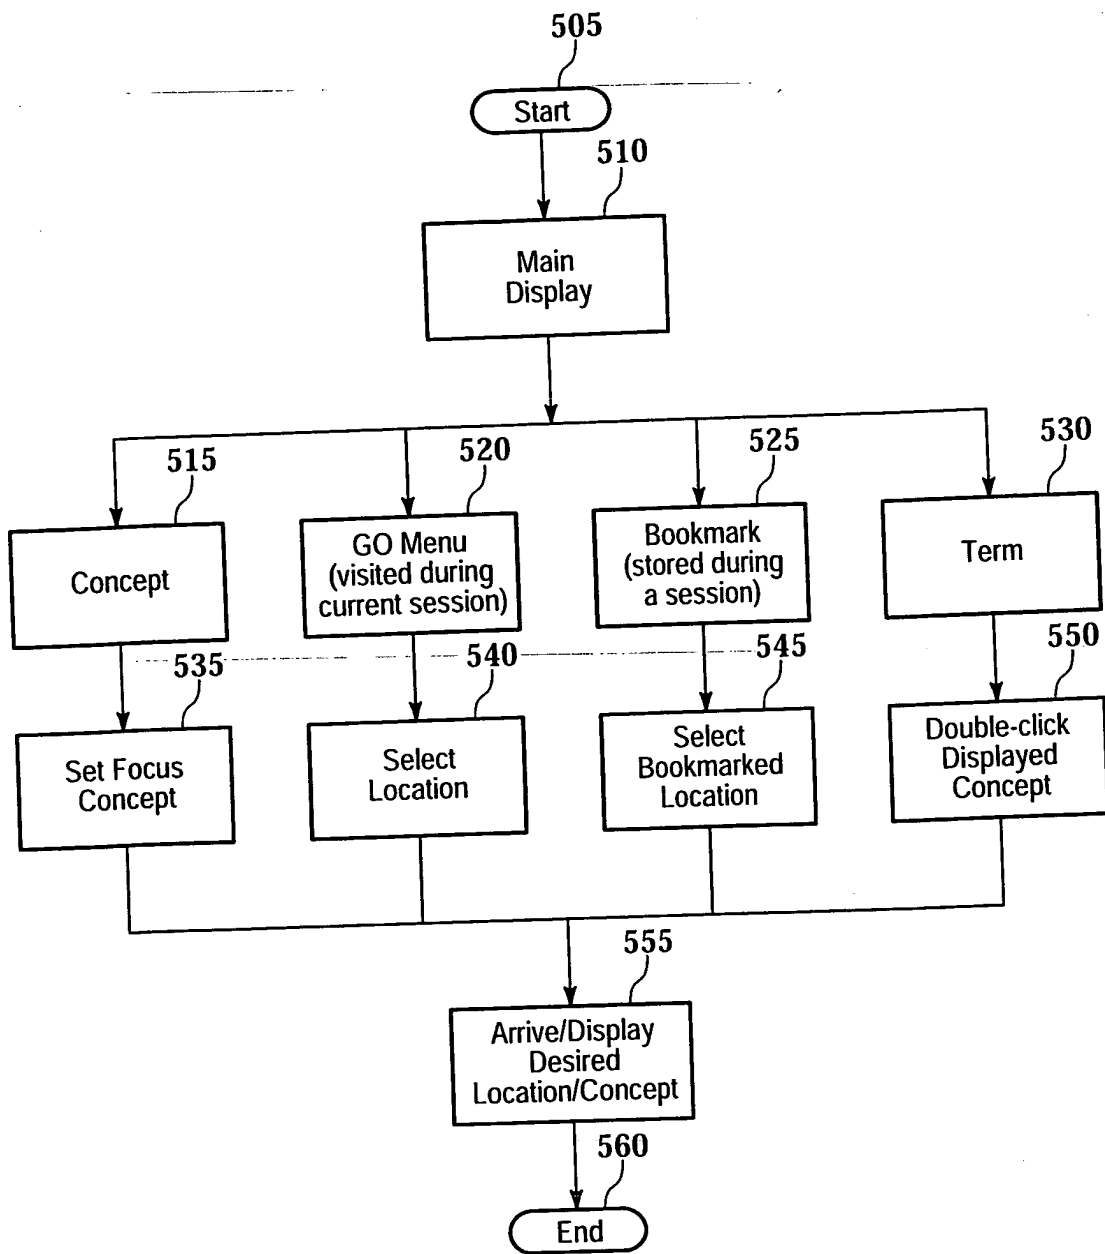 505
Start
510
Main
Display
515
520
525
530
Concept
GO Menu
(visited during
current session)
Bookmark
(stored during
a session)
Term
535
540
545
550
Set Focus
Concept
Select
Location
Select
Bookmarked
Location
Double-click
Displayed
Concept
555
Arrive/Display
Desired
Location/Concept
560
End